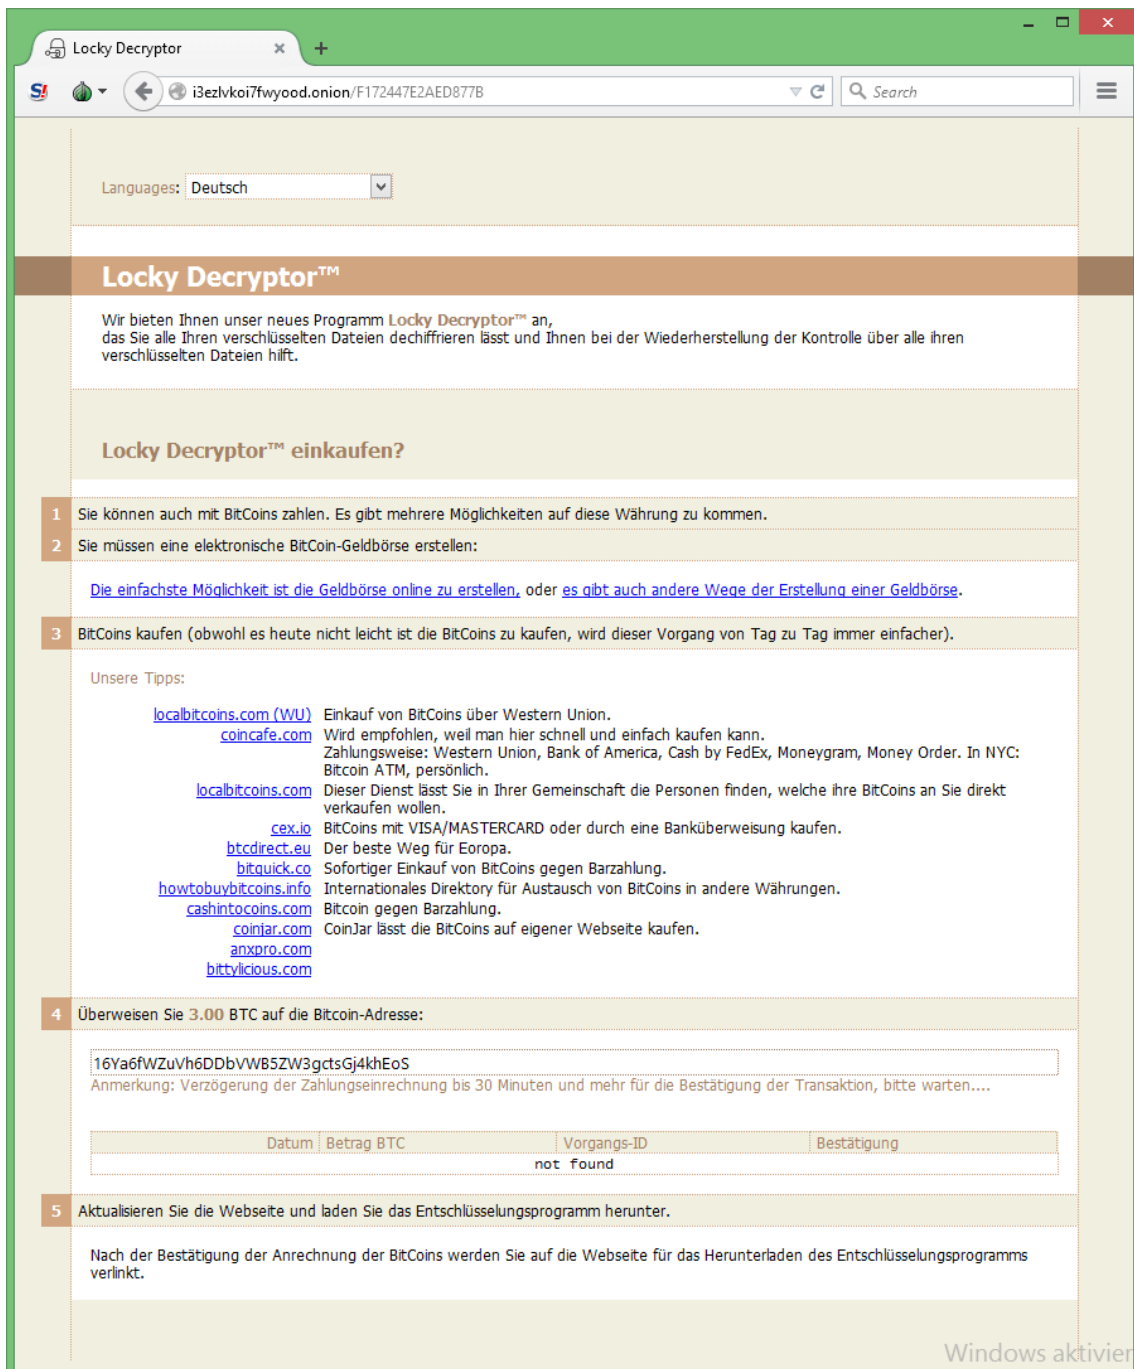 Locky Decryptor
i3ezlvkoi7fwyood.onion/F172447E2AED877B
Search
Languages: Deutsch
Locky Decryptor™
Wir bieten Ihnen unser neues Programm Locky Decryptor™ an,
das Sie alle Ihren verschlüsselten Dateien dechiffrieren lässt und Ihnen bei der Wiederherstellung der Kontrolle über alle ihren
verschlüsselten Dateien hilft.
Locky Decryptor™ einkaufen?
1 Sie können auch mit BitCoins zahlen. Es gibt mehrere Möglichkeiten auf diese Währung zu kommen.
2 Sie müssen eine elektronische BitCoin-Geldbörse erstellen:
Die einfachste Möglichkeit ist die Geldbörse online zu erstellen, oder es gibt auch andere Wege der Erstellung einer Geldbörse.
3 BitCoins kaufen (obwohl es heute nicht leicht ist die BitCoins zu kaufen, wird dieser Vorgang von Tag zu Tag immer einfacher).
Unsere Tipps:
localbitcoins.com (WU) Einkauf von BitCoins über Western Union.
coincafe.com Wird empfohlen, weil man hier schnell und einfach kaufen kann.
Zahlungsweise: Western Union, Bank of America, Cash by FedEx, Moneygram, Money Order. In NYC:
Bitcoin ATM, persönlich.
localbitcoins.com Dieser Dienst lässt Sie in Ihrer Gemeinschaft die Personen finden, welche ihre BitCoins an Sie direkt
verkaufen wollen.
cex.io BitCoins mit VISA/MASTERCARD oder durch eine Banküberweisung kaufen.
btcdirect.eu Der beste Weg für Eoropa.
bitquick.co Sofortiger Einkauf von BitCoins gegen Barzahlung.
howtobuybitcoins.info Internationales Direktory für Austausch von BitCoins in andere Währungen.
cashintocoins.com Bitcoin gegen Barzahlung.
coinjar.com CoinJar lässt die BitCoins auf eigener Webseite kaufen.
anxpro.com
bittylicious.com
4 Überweisen Sie 3.00 BTC auf die Bitcoin-Adresse:
16Ya6fWZuVh6DDbVWB5ZW3gctsGj4khEoS
Anmerkung: Verzögerung der Zahlungseinrechnung bis 30 Minuten und mehr für die Bestätigung der Transaktion, bitte warten....
Datum Betrag BTC Vorgangs-ID Bestätigung
not found
5 Aktualisieren Sie die Webseite und laden Sie das Entschlüsselungsprogramm herunter.
Nach der Bestätigung der Anrechnung der BitCoins werden Sie auf die Webseite für das Herunterladen des Entschlüsselungsprogramms
verlinkt.
Windows aktivier